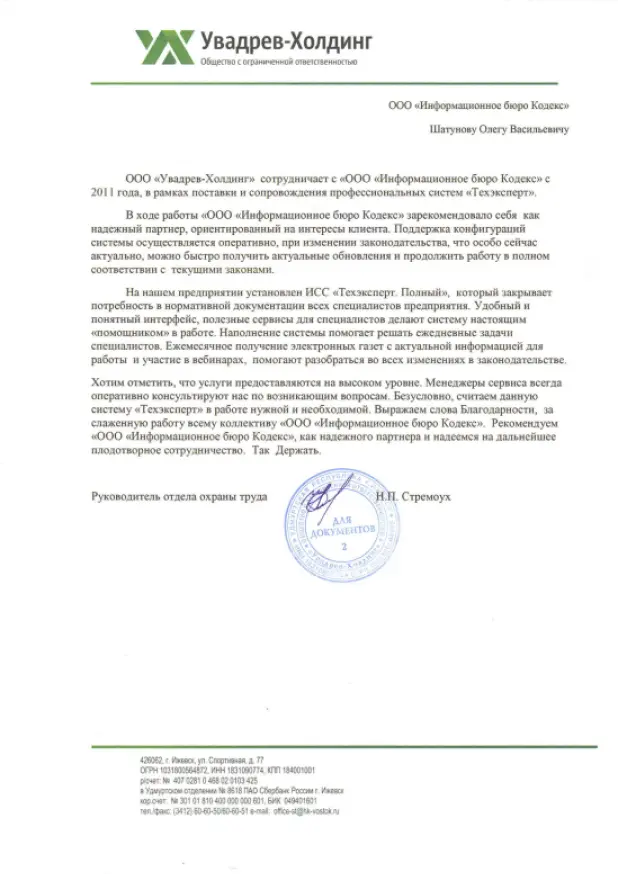 Увадрев-Холдинг
Общество с ограниченной ответственностью
ООО «Информационное бюро Кодекс»
Шатунову Олегу Васильевичу
ООО «Увадрев-Холдинг» сотрудничает с «ООО «Информационное бюро Кодекс» с
2011 года, в рамках поставки и сопровождения профессиональных систем «Техэксперт».
В ходе работы «ООО «Информационное бюро Кодекс» зарекомендовало себя как
надежный партнер, ориентированный на интересы клиента. Поддержка конфигураций
системы осуществляется оперативно, при изменении законодательства, что особо сейчас
актуально, можно быстро получить актуальные обновления и продолжить работу в полном
соответствии с текущими законами.
На нашем предприятии установлен ИСС «Техэксперт. Полный», который закрывает
потребность в нормативной документации всех специалистов предприятия. Удобный и
понятный интерфейс, полезные сервисы для специалистов делают систему настоящим
«помощником» в работе. Наполнение системы помогает решать ежедневные задачи
специалистов. Ежемесячное получение электронных газет с актуальной информацией для
работы и участие в вебинарах, помогают разобраться во всех изменениях в законодательстве.
Хотим отметить, что услуги предоставляются на высоком уровне. Менеджеры сервиса всегда
оперативно консультируют нас по возникающим вопросам. Безусловно, считаем данную
систему «Техэксперт» в работе нужной и необходимой. Выражаем слова Благодарности, за
слаженную работу всему коллективу «ООО «Информационное бюро Кодекс». Рекомендуем
«ООО «Информационное бюро Кодекс», как надежного партнера и надеемся на дальнейшее
плодотворное сотрудничество. Так Держать.
Руководитель отдела охраны труда Н.П. Стремоух
ДЛЯ
ДОКУМЕНТОВ
2
426062, г. Ижевск, ул. Спортивная, д. 77
ОГРН 1031800564872, ИНН 1831090774, КПП 184001001
р/счет: № 407 0281 0 468 02 0103 425
в Удмуртском отделении № 8618 ПАО Сбербанк России г. Ижевск
кор.счет: № 301 01 810 400 000 000 601, БИК 049401601
тел./факс: (3412) 60-60-50/60-60-51 e-mail: office-st@hk-vostok.ru